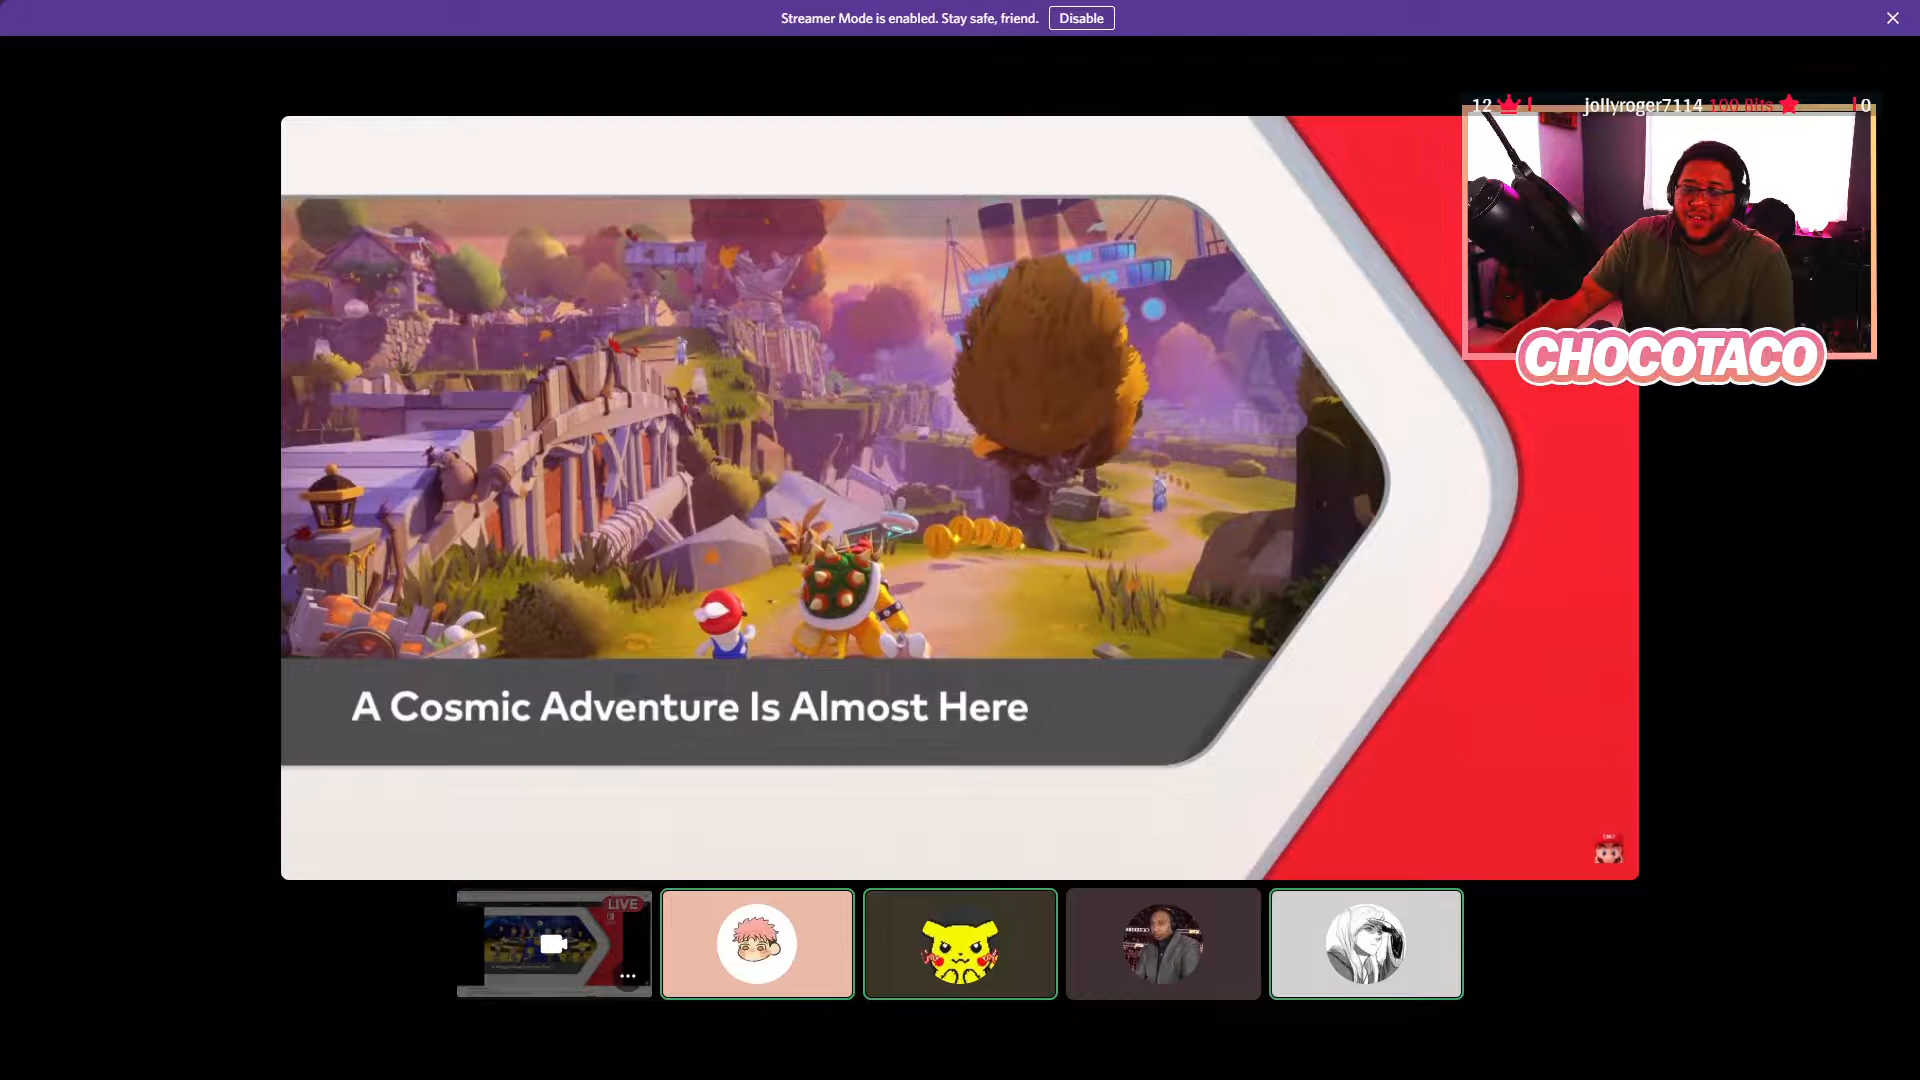 Streamer Mode is enabled. Stay safe, friend. Disable
12 jollyroger7114 100 Bits 0
CHOCOTACO
A Cosmic Adventure Is Almost Here
LIVE